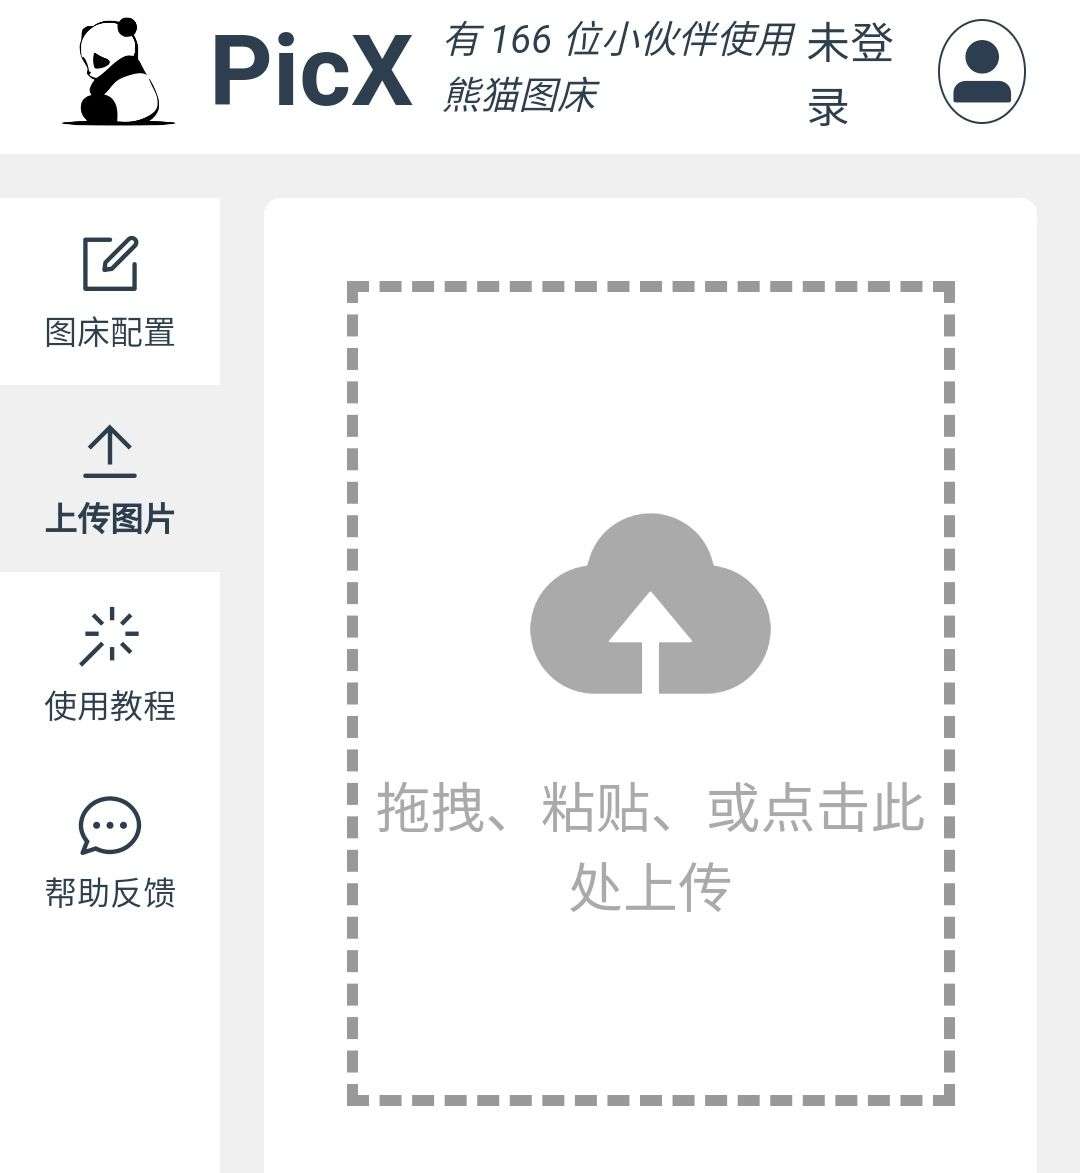 PicX
有 166 位小伙伴使用
熊猫图床
未登
录
图床配置
上传图片
使用教程
帮助反馈
拖拽、粘贴、或点击此
处上传